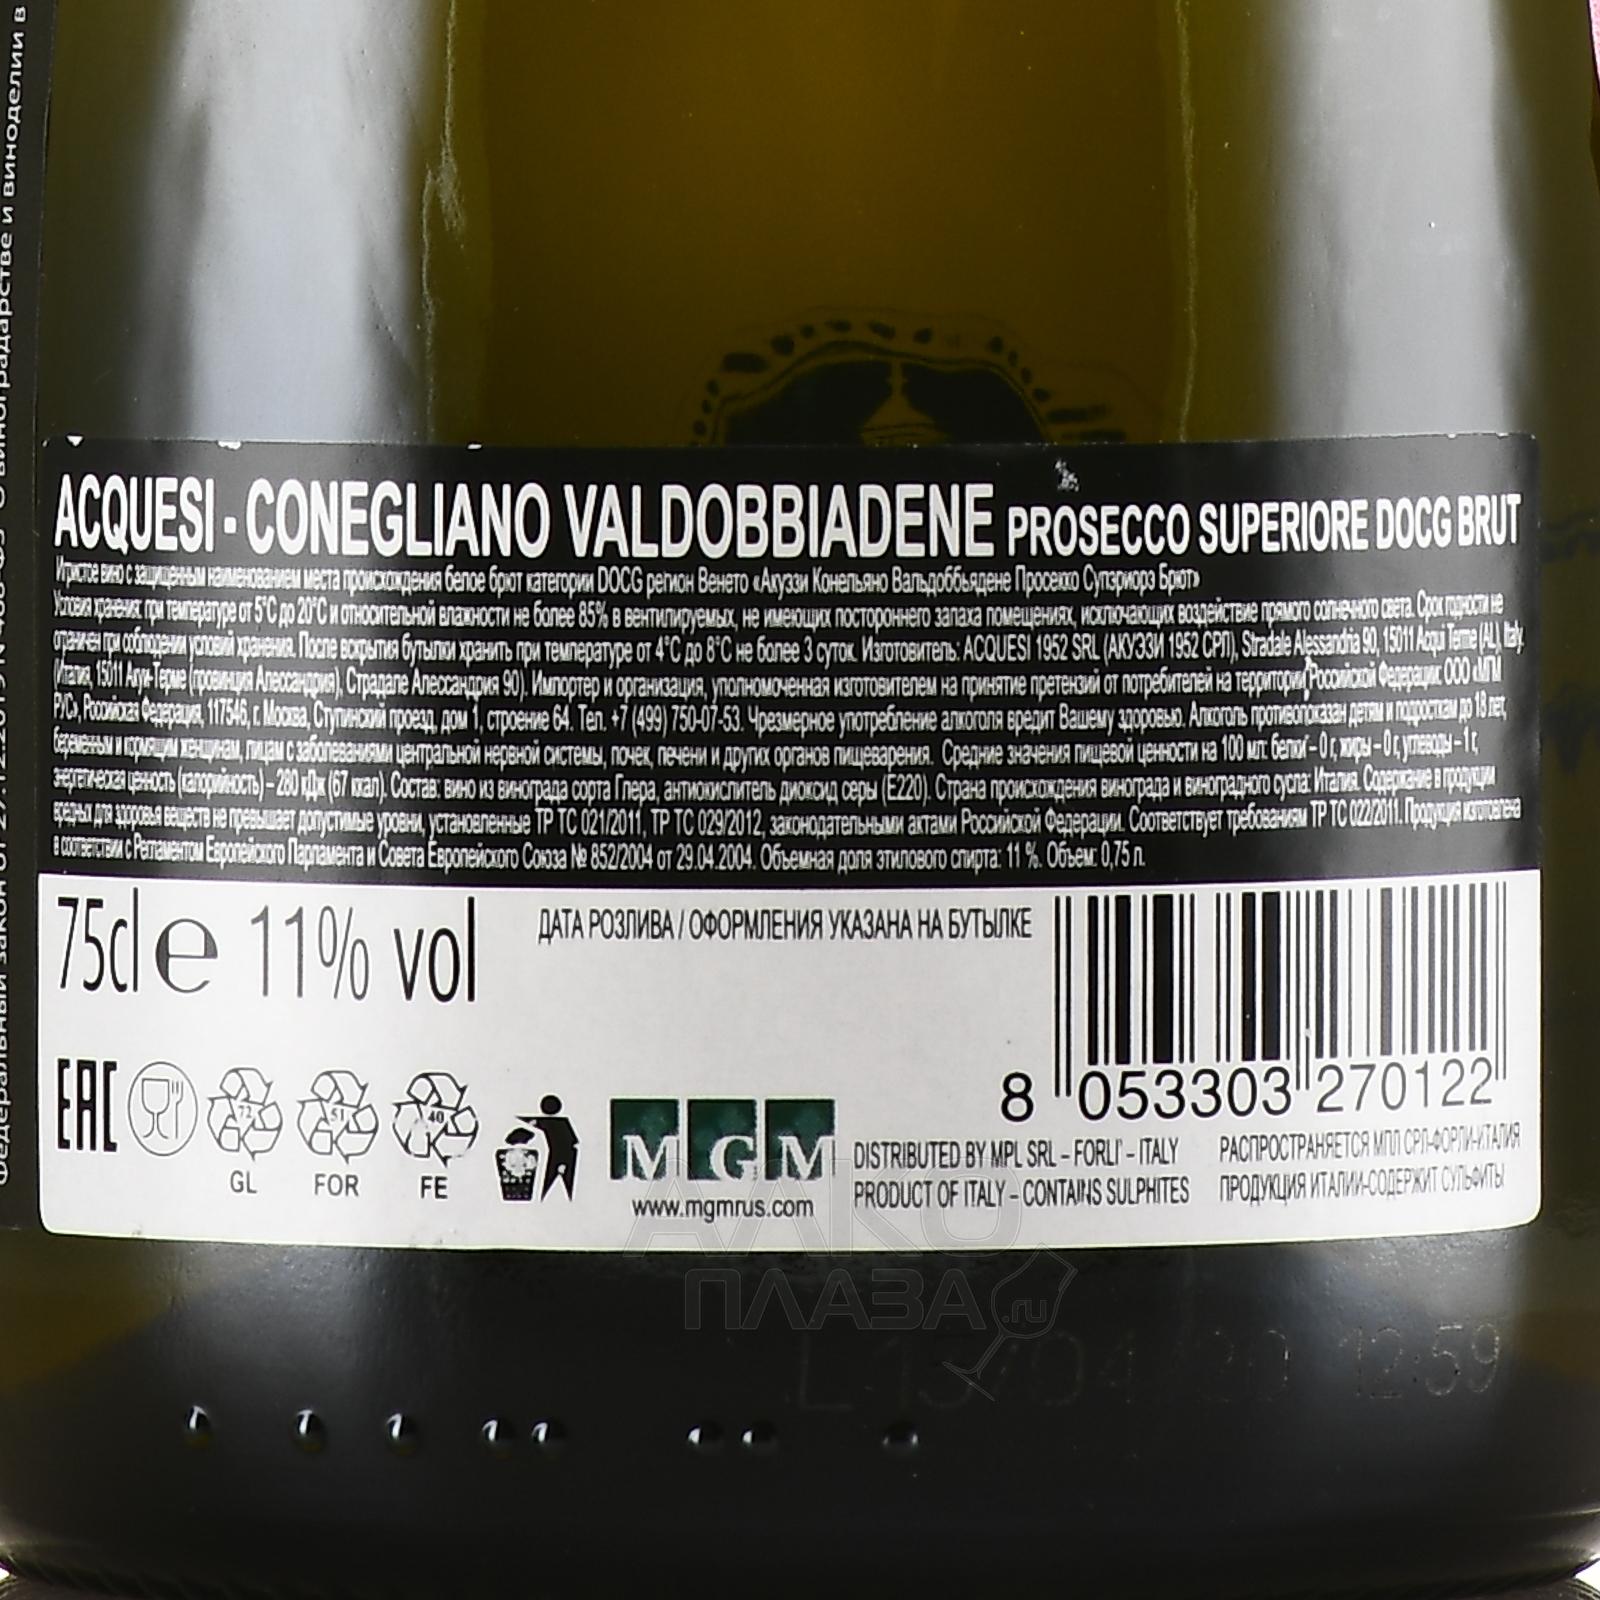 ACQUESI - CONEGLIANO VALDOBBIADENE PROSECCO SUPERIORE DOCG BRUT
Игристое вино с защищенным наименованием места происхождения белое брют категории DOCG регион Венето «Акуэзи Конельяно Вальдоббьядене Просекко Супэриорэ Брют»
Условия хранения: при температуре от 5°С до 20°С и относительной влажности не более 85% в вентилируемых, не имеющих постороннего запаха помещениях, исключающих воздействие прямого солнечного света. Срок годности не
ограничен при соблюдении условий хранения. После вскрытия бутылки хранить при температуре от 4°С до 8°С не более 3 суток. Изготовитель: ACQUESI 1952 SRL (АКУЭЗИ 1952 СРЛ), Stradale Alessandria 90, 15011 Acqui Terme (AL), Italy.
(Италия, 15011 Акуи-Терме (провинция Алессандрия), Страдале Алессандрия 90). Импортер и организация, уполномоченная изготовителем на принятие претензий от потребителей на территории Российской Федерации: ООО «МГМ
РУС», Российская Федерация, 117546, г. Москва, Ступинский проезд, дом 1, строение 64. Тел. +7 (499) 750-07-53. Чрезмерное употребление алкоголя вредит Вашему здоровью. Алкоголь противопоказан детям и подросткам до 18 лет,
беременным и кормящим женщинам, лицам с заболеваниями центральной нервной системы, почек, печени и других органов пищеварения. Средние значения пищевой ценности на 100 мл: белки – 0 г, жиры – 0 г, углеводы – 1 г,
энергетическая ценность (калорийность) – 280 кДж (67 ккал). Состав: вино из винограда сорта Глера, антиокислитель диоксид серы (Е220). Страна происхождения винограда и виноградного сусла: Италия. Содержание в продукции
вредных для здоровья веществ не превышает допустимые уровни, установленные ТР ТС 021/2011, ТР ТС 029/2012, законодательными актами Российской Федерации. Соответствует требованиям ТР ТС 022/2011. Продукция изготовлена
в соответствии с Регламентом Европейского Парламента и Совета Европейского Союза № 852/2004 от 29.04.2004. Объемная доля этилового спирта: 11 %. Объем: 0,75 л.
75cl e 11% vol
ДАТА РОЗЛИВА / ОФОРМЛЕНИЯ УКАЗАНА НА БУТЫЛКЕ
8 053303 270122
EAC
72 51 40
GL FOR FE
MGM
www.mgmrus.com
DISTRIBUTED BY MPL SRL – FORLI' – ITALY
PRODUCT OF ITALY – CONTAINS SULPHITES
РАСПРОСТРАНЯЕТСЯ МПЛ СРЛ-ФОРЛИ-ИТАЛИЯ
ПРОДУКЦИЯ ИТАЛИИ-СОДЕРЖИТ СУЛЬФИТЫ
АЛКО
ПЛАЗА.ru
L 13/04/20 12:59